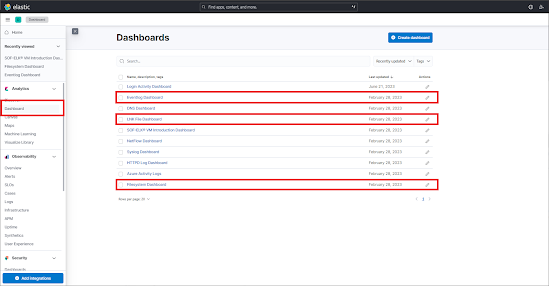 elastic
Find apps, content, and more.
Dashboard
Home
Recently viewed
SOF-ELK® VM Introduction Das...
Filesystem Dashboard
Eventlog Dashboard
Analytics
Dashboard
Canvas
Maps
Machine Learning
Visualize Library
Observability
Overview
Alerts
SLOs
Cases
Logs
Infrastructure
APM
Uptime
Synthetics
User Experience
Security
Dashboards
Add integrations
Dashboards
Create dashboard
Search...
Recently updated
Tags
Name, description, tags
Last updated
Actions
Login Activity Dashboard
June 21, 2023
Eventlog Dashboard
February 28, 2023
DNS Dashboard
February 28, 2023
LNK File Dashboard
February 28, 2023
SOF-ELK® VM Introduction Dashboard
February 28, 2023
NetFlow Dashboard
February 28, 2023
Syslog Dashboard
February 28, 2023
HTTPD Log Dashboard
February 28, 2023
Azure Activity Logs
February 28, 2023
Filesystem Dashboard
February 28, 2023
Rows per page: 20
1